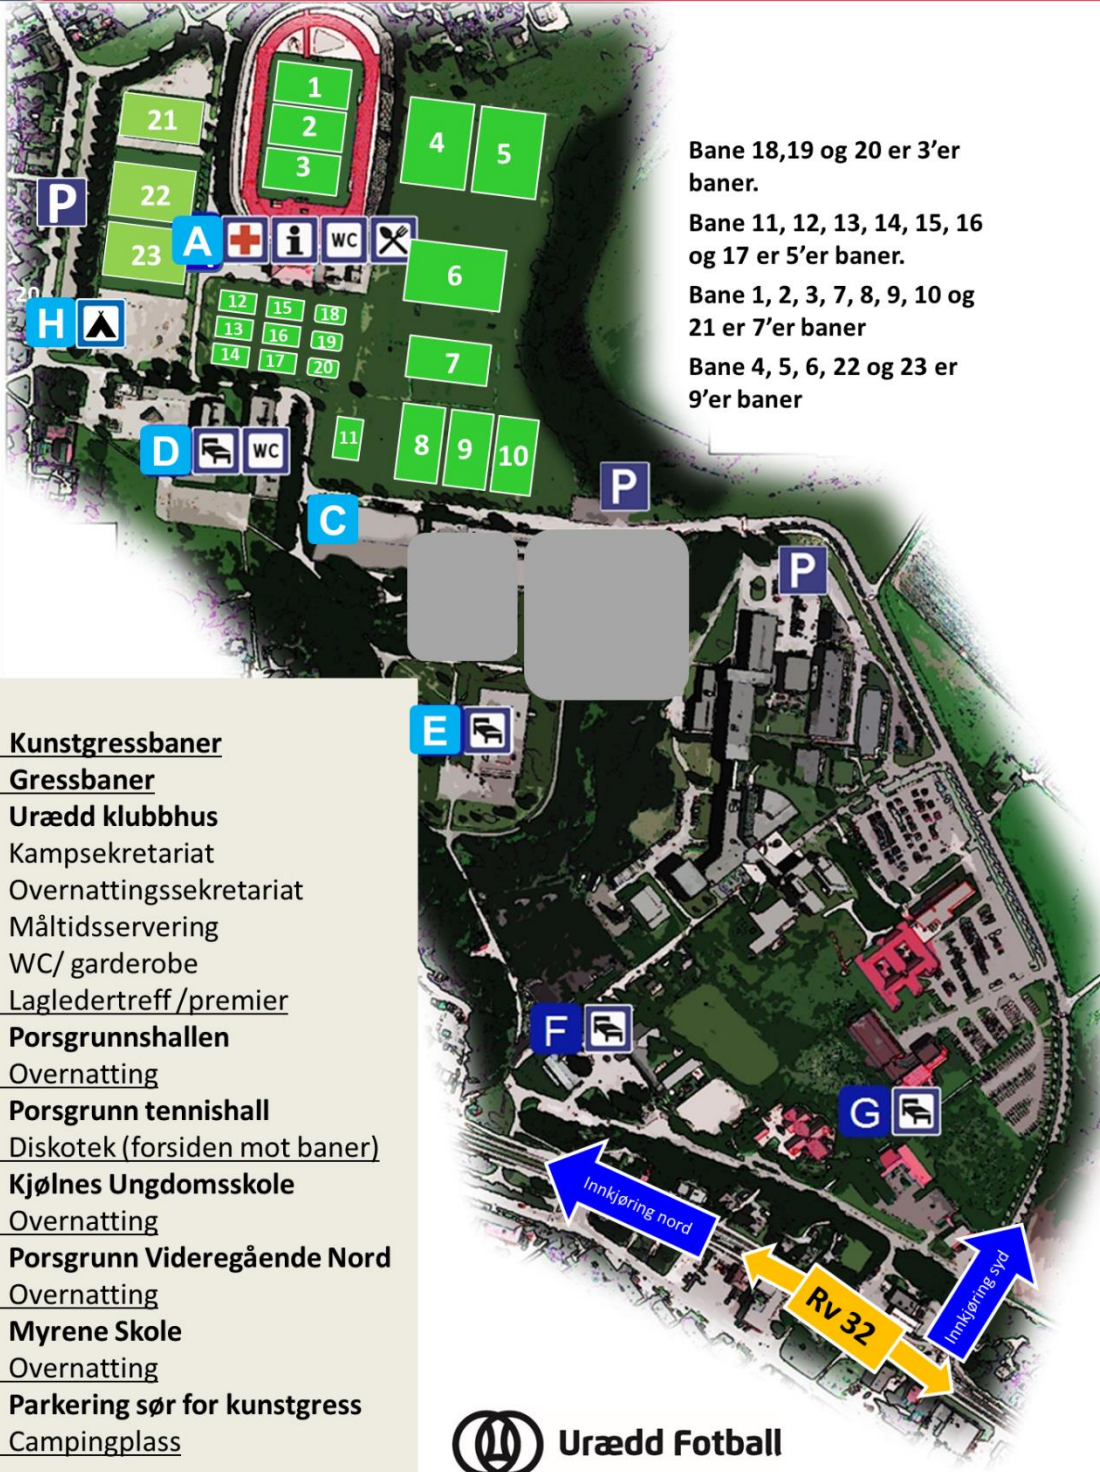 1
2
3
4
5
21
22
23
P
A
i
WC
6
20
H
12
15
18
13
16
19
14
17
20
7
11
8
9
10
D
WC
C
P
P
E
F
G
Bane 18,19 og 20 er 3'er
baner.
Bane 11, 12, 13, 14, 15, 16
og 17 er 5'er baner.
Bane 1, 2, 3, 7, 8, 9, 10 og
21 er 7'er baner
Bane 4, 5, 6, 22 og 23 er
9'er baner
Kunstgressbaner
Gressbaner
Urædd klubbhus
Kampsekretariat
Overnattingssekretariat
Måltidsservering
WC/ garderobe
Lagledertreff /premier
Porsgrunnshallen
Overnatting
Porsgrunn tennishall
Diskotek (forsiden mot baner)
Kjølnes Ungdomsskole
Overnatting
Porsgrunn Videregående Nord
Overnatting
Myrene Skole
Overnatting
Parkering sør for kunstgress
Campingplass
Innkjøring nord
Rv 32
Innkjøring syd
Urædd Fotball